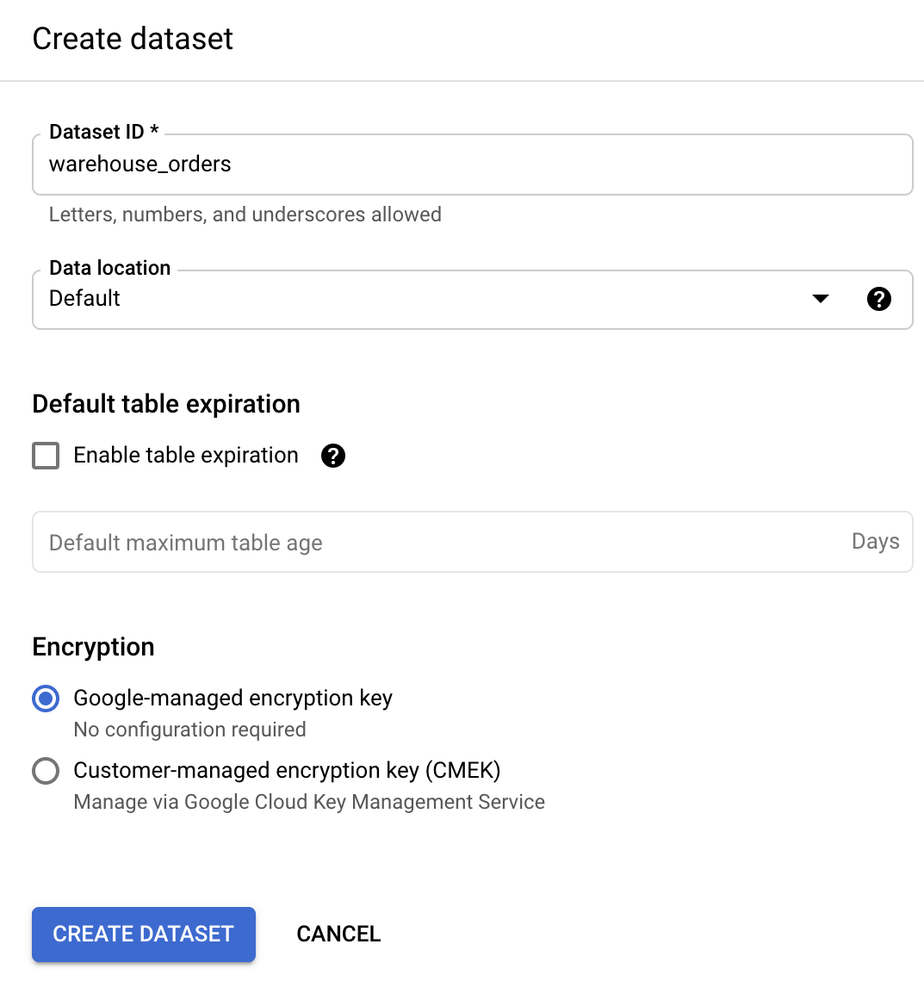 Create dataset
Dataset ID *
warehouse_orders
Letters, numbers, and underscores allowed
Data location
Default
?
Default table expiration
Enable table expiration ?
Default maximum table age Days
Encryption
Google-managed encryption key
No configuration required
Customer-managed encryption key (CMEK)
Manage via Google Cloud Key Management Service
CREATE DATASET CANCEL